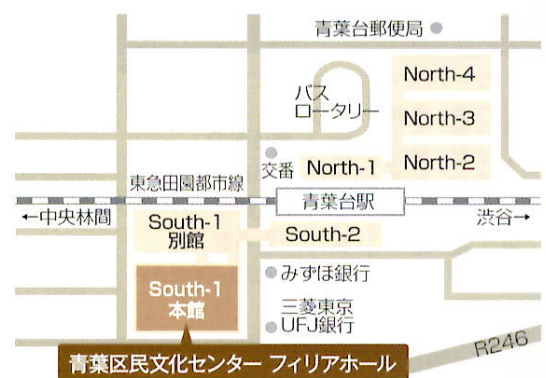 青葉台郵便局
North-4
バス
ロータリー
North-3
交番
North-1
North-2
東急田園都市線
青葉台駅
←中央林間
渋谷→
South-1
別館
South-2
みずほ銀行
South-1
本館
三菱東京
UFJ銀行
R246
青葉区民文化センター フィリアホール